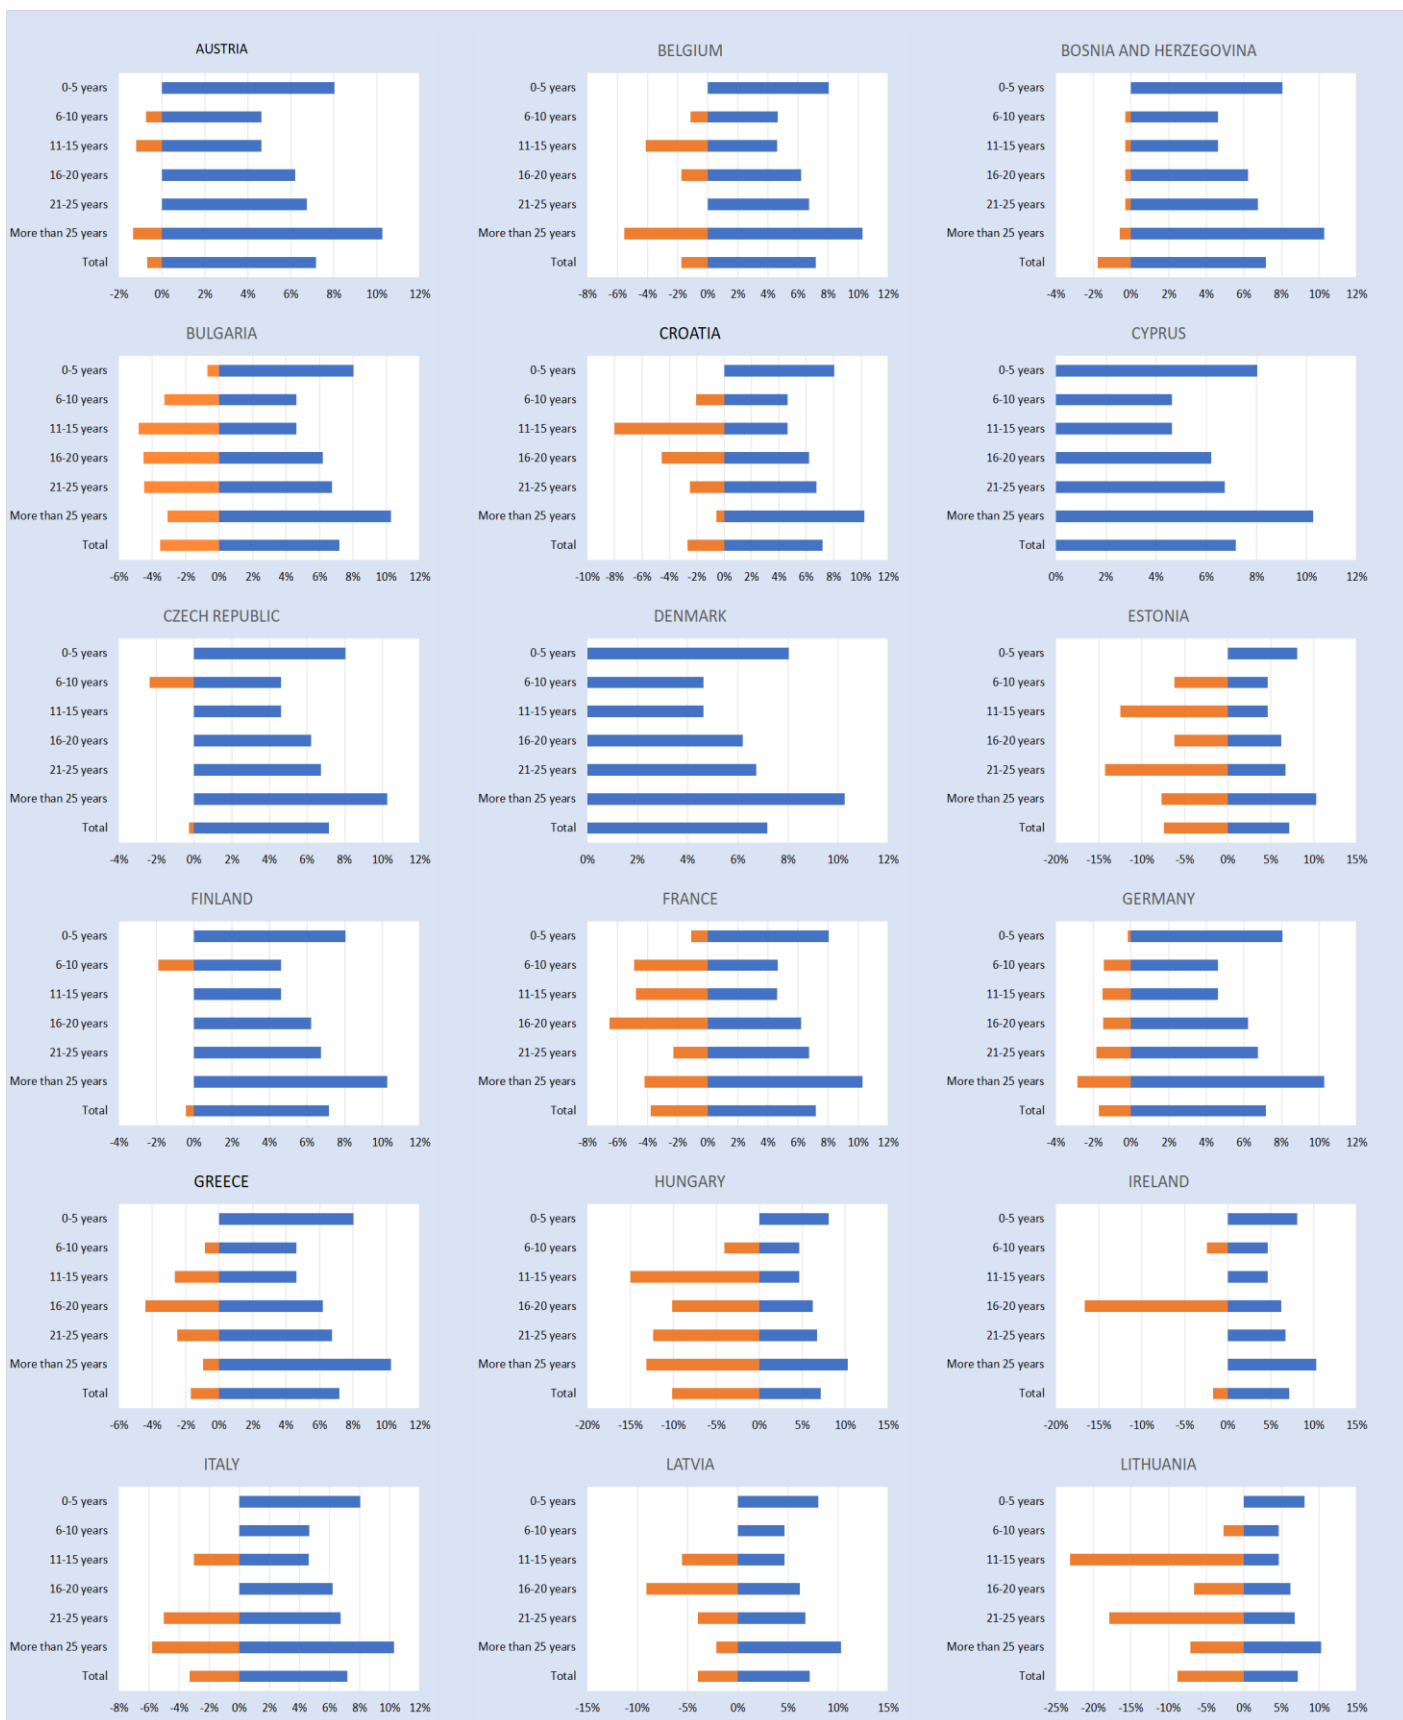 AUSTRIA
0-5 years
6-10 years
11-15 years
16-20 years
21-25 years
More than 25 years
Total
-2% 0% 2% 4% 6% 8% 10% 12%
BELGIUM
0-5 years
6-10 years
11-15 years
16-20 years
21-25 years
More than 25 years
Total
-8% -6% -4% -2% 0% 2% 4% 6% 8% 10% 12%
BOSNIA AND HERZEGOVINA
0-5 years
6-10 years
11-15 years
16-20 years
21-25 years
More than 25 years
Total
-4% -2% 0% 2% 4% 6% 8% 10% 12%
BULGARIA
0-5 years
6-10 years
11-15 years
16-20 years
21-25 years
More than 25 years
Total
-6% -4% -2% 0% 2% 4% 6% 8% 10% 12%
CROATIA
0-5 years
6-10 years
11-15 years
16-20 years
21-25 years
More than 25 years
Total
-10% -8% -6% -4% -2% 0% 2% 4% 6% 8% 10% 12%
CYPRUS
0-5 years
6-10 years
11-15 years
16-20 years
21-25 years
More than 25 years
Total
0% 2% 4% 6% 8% 10% 12%
CZECH REPUBLIC
0-5 years
6-10 years
11-15 years
16-20 years
21-25 years
More than 25 years
Total
-4% -2% 0% 2% 4% 6% 8% 10% 12%
DENMARK
0-5 years
6-10 years
11-15 years
16-20 years
21-25 years
More than 25 years
Total
0% 2% 4% 6% 8% 10% 12%
ESTONIA
0-5 years
6-10 years
11-15 years
16-20 years
21-25 years
More than 25 years
Total
-20% -15% -10% -5% 0% 5% 10% 15%
FINLAND
0-5 years
6-10 years
11-15 years
16-20 years
21-25 years
More than 25 years
Total
-4% -2% 0% 2% 4% 6% 8% 10% 12%
FRANCE
0-5 years
6-10 years
11-15 years
16-20 years
21-25 years
More than 25 years
Total
-8% -6% -4% -2% 0% 2% 4% 6% 8% 10% 12%
GERMANY
0-5 years
6-10 years
11-15 years
16-20 years
21-25 years
More than 25 years
Total
-4% -2% 0% 2% 4% 6% 8% 10% 12%
GREECE
0-5 years
6-10 years
11-15 years
16-20 years
21-25 years
More than 25 years
Total
-6% -4% -2% 0% 2% 4% 6% 8% 10% 12%
HUNGARY
0-5 years
6-10 years
11-15 years
16-20 years
21-25 years
More than 25 years
Total
-20% -15% -10% -5% 0% 5% 10% 15%
IRELAND
0-5 years
6-10 years
11-15 years
16-20 years
21-25 years
More than 25 years
Total
-20% -15% -10% -5% 0% 5% 10% 15%
ITALY
0-5 years
6-10 years
11-15 years
16-20 years
21-25 years
More than 25 years
Total
-8% -6% -4% -2% 0% 2% 4% 6% 8% 10% 12%
LATVIA
0-5 years
6-10 years
11-15 years
16-20 years
21-25 years
More than 25 years
Total
-15% -10% -5% 0% 5% 10% 15%
LITHUANIA
0-5 years
6-10 years
11-15 years
16-20 years
21-25 years
More than 25 years
Total
-25% -20% -15% -10% -5% 0% 5% 10% 15%